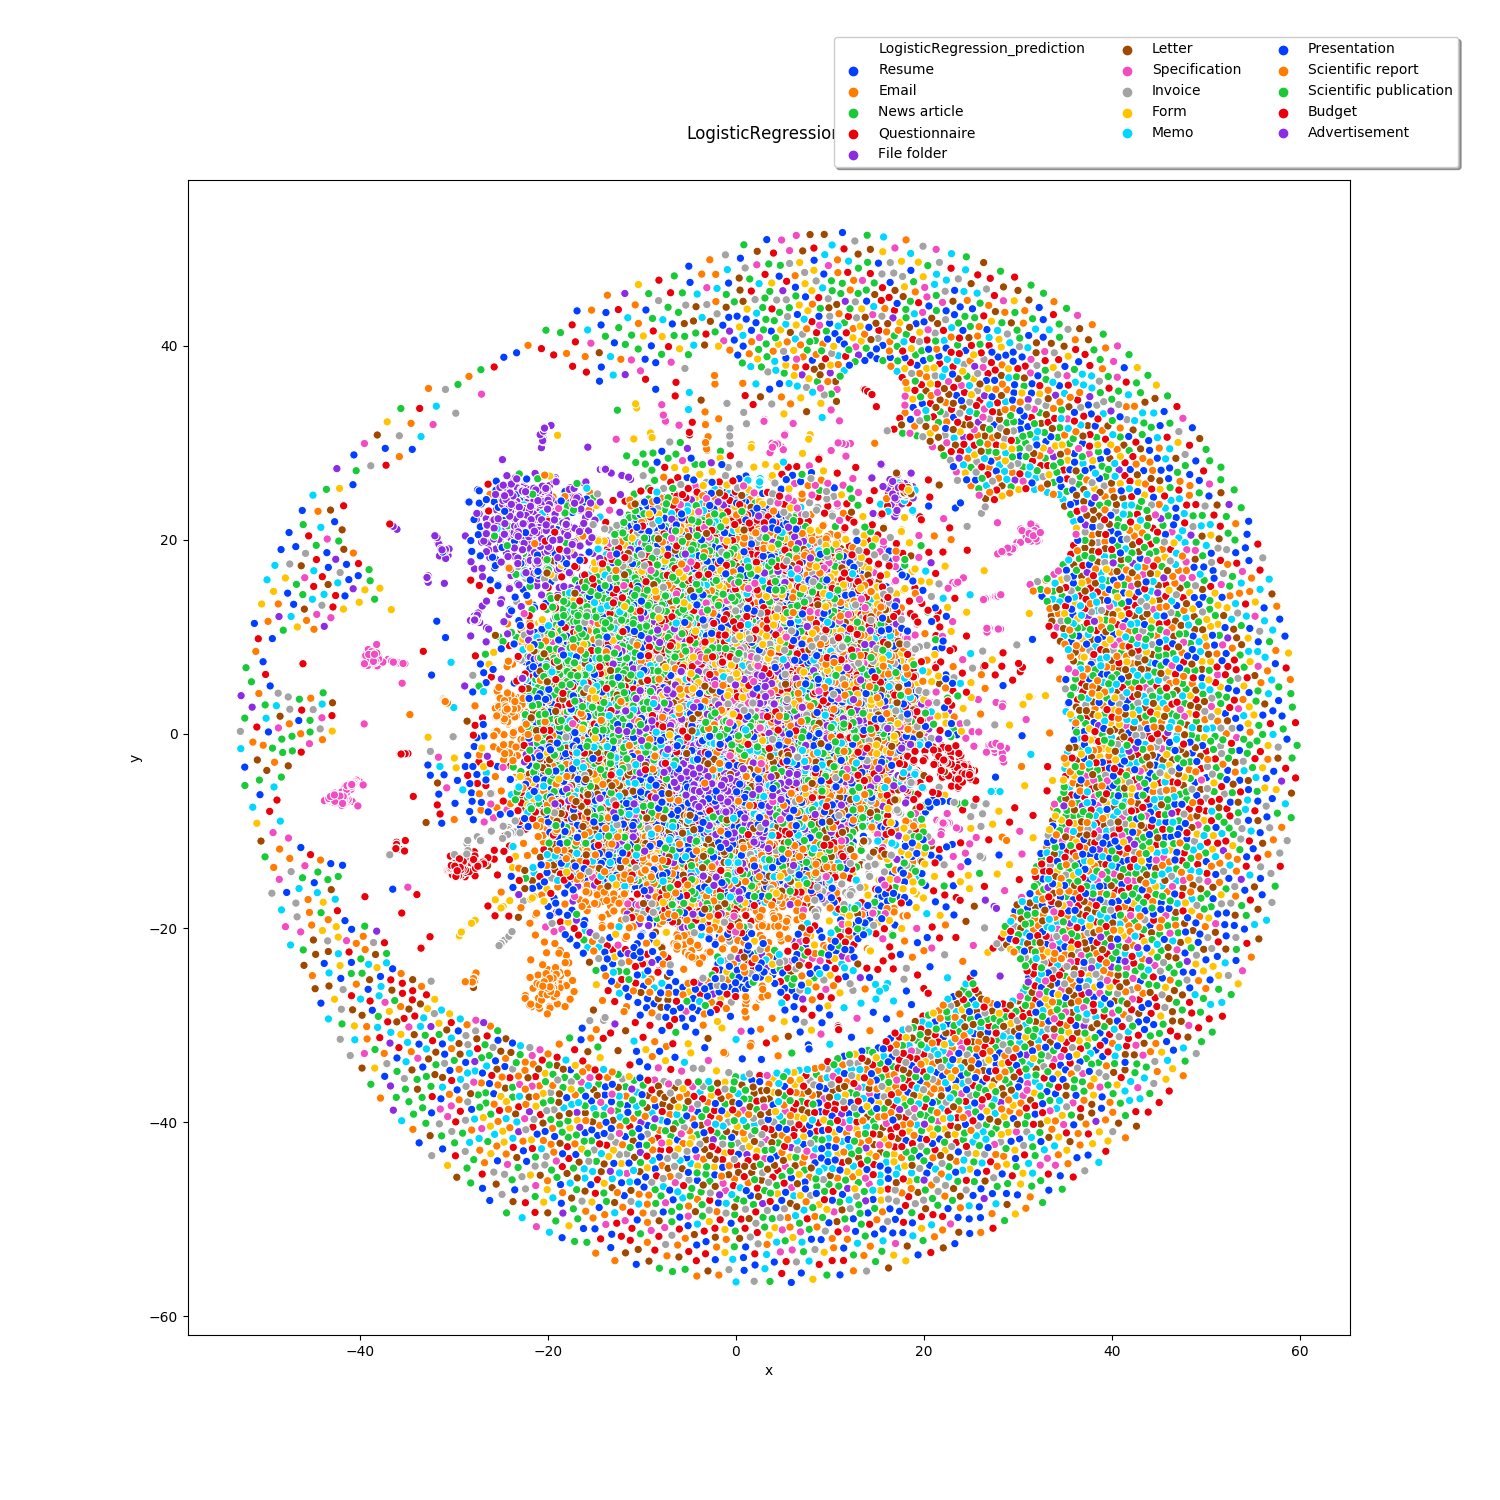 LogisticRegression_prediction
Resume
Email
News article
Questionnaire
File folder
Letter
Specification
Invoice
Form
Memo
Presentation
Scientific report
Scientific publication
Budget
Advertisement
LogisticRegression
40
20
0
−20
−40
−60
y
−40
−20
0
20
40
60
x